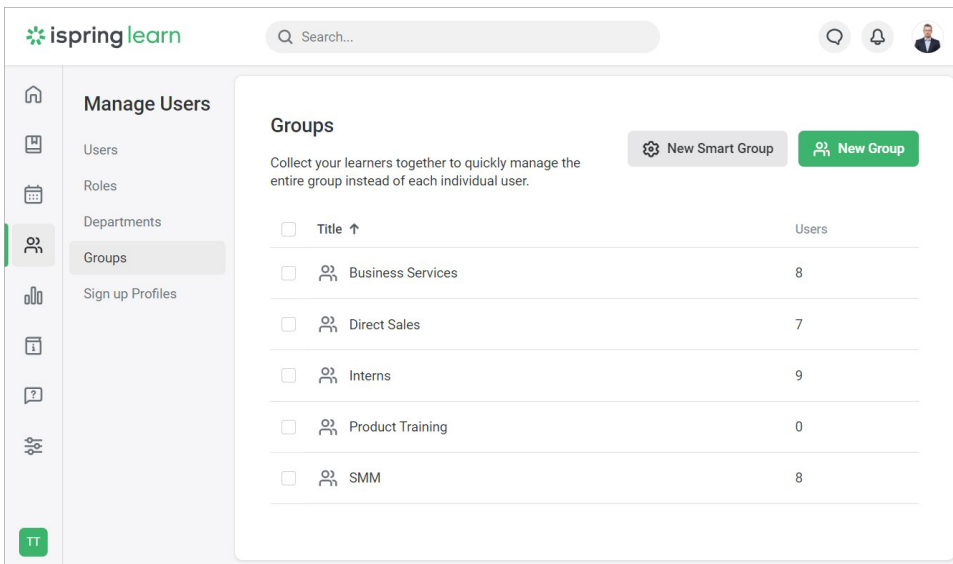 ispring learn
Search...
Manage Users
Users
Roles
Departments
Groups
Sign up Profiles
Groups
Collect your learners together to quickly manage the
entire group instead of each individual user.
New Smart Group
New Group
Title ↑
Users
Business Services
8
Direct Sales
7
Interns
9
Product Training
0
SMM
8
TT